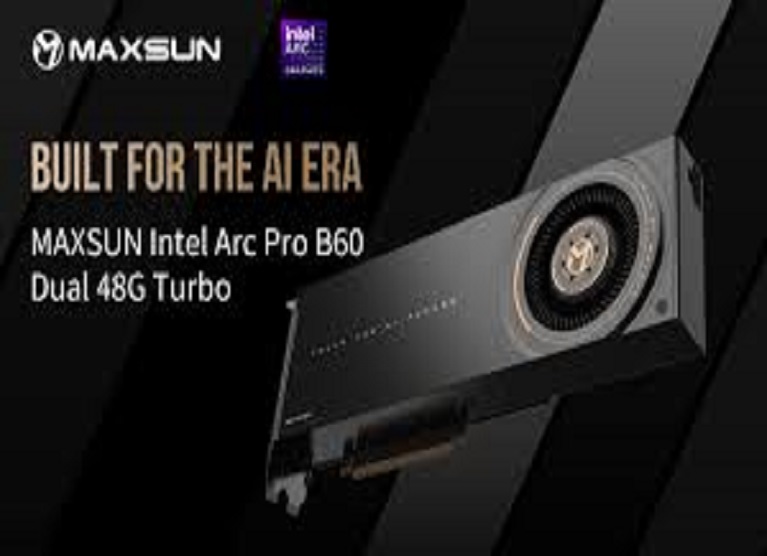 MAXSUN
intel
ARC
BUILT FOR THE AI ERA
MAXSUN Intel Arc Pro B60
Dual 48G Turbo